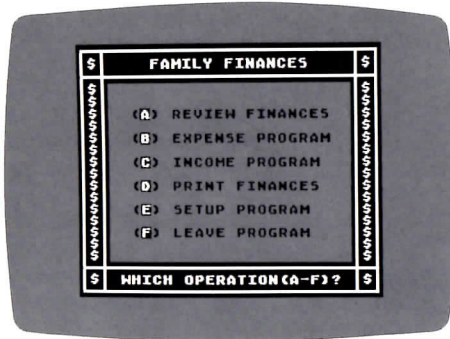 $ FAMILY FINANCES $
(A) REVIEW FINANCES
(B) EXPENSE PROGRAM
(C) INCOME PROGRAM
(D) PRINT FINANCES
(E) SETUP PROGRAM
(F) LEAVE PROGRAM
$ WHICH OPERATION(A-F)? $